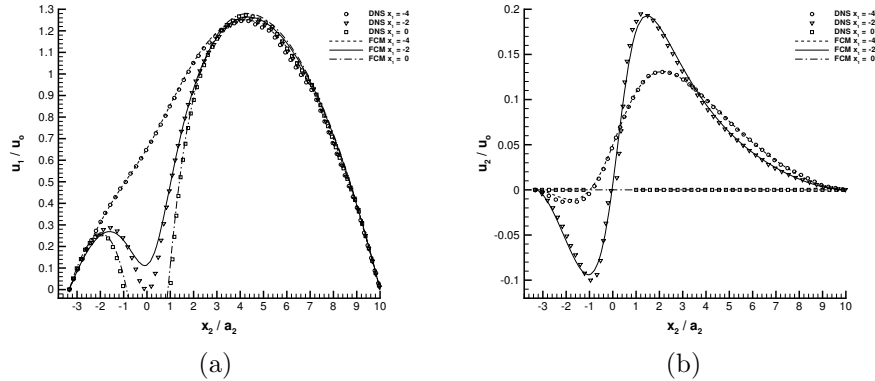 DNS x₁ = -4
DNS x₁ = -2
DNS x₁ = 0
FCM x₁ = -4
FCM x₁ = -2
FCM x₁ = 0
u₁ / u₀
1.3
1.2
1.1
1
0.9
0.8
0.7
0.6
0.5
0.4
0.3
0.2
0.1
0
-3 -2 -1 0 1 2 3 4 5 6 7 8 9 10
x₂ / a₂
(a)
DNS x₁ = -4
DNS x₁ = -2
DNS x₁ = 0
FCM x₁ = -4
FCM x₁ = -2
FCM x₁ = 0
u₂ / u₀
0.2
0.15
0.1
0.05
0
-0.05
-0.1
-3 -2 -1 0 1 2 3 4 5 6 7 8 9 10
x₂ / a₂
(b)